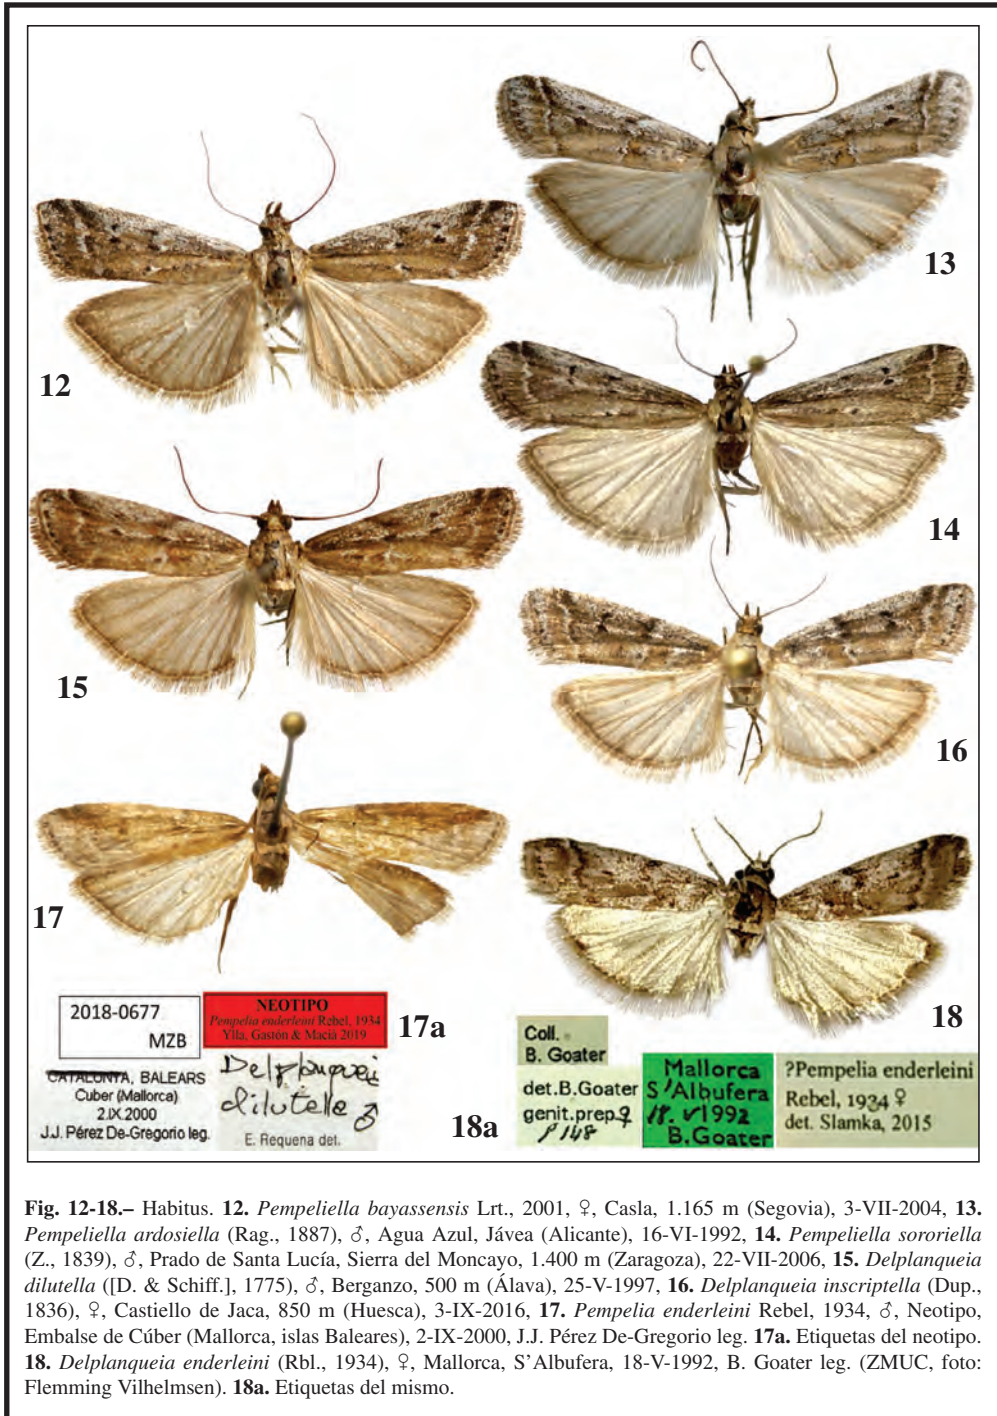 13
12
14
15
16
17
18
2018-0677
MZB
NEOTIPO
Pempelia enderleini Rebel, 1934
Ylla, Gastón & Macià 2019
17a
CATALUNYA, BALEARS
Cuber (Mallorca)
2.IX.2000
J.J. Pérez De-Gregorio leg.
Delplanquei
dilutella ♂
E. Requena det.
18a
Coll.
B. Goater
det.B.Goater
genit.prep.♀
P 148
Mallorca
S'Albufera
18. V 1992
B. Goater
?Pempelia enderleini
Rebel, 1934 ♀
det. Slamka, 2015
Fig. 12-18.– Habitus. 12. Pempeliella bayassensis Lrt., 2001, ♀, Casla, 1.165 m (Segovia), 3-VII-2004, 13.
Pempeliella ardosiella (Rag., 1887), ♂, Agua Azul, Jávea (Alicante), 16-VI-1992, 14. Pempeliella sororiella
(Z., 1839), ♂, Prado de Santa Lucía, Sierra del Moncayo, 1.400 m (Zaragoza), 22-VII-2006, 15. Delplanqueia
dilutella ([D. & Schiff.], 1775), ♂, Berganzo, 500 m (Álava), 25-V-1997, 16. Delplanqueia inscriptella (Dup.,
1836), ♀, Castiello de Jaca, 850 m (Huesca), 3-IX-2016, 17. Pempelia enderleini Rebel, 1934, ♂, Neotipo,
Embalse de Cúber (Mallorca, islas Baleares), 2-IX-2000, J.J. Pérez De-Gregorio leg. 17a. Etiquetas del neotipo.
18. Delplanqueia enderleini (Rbl., 1934), ♀, Mallorca, S'Albufera, 18-V-1992, B. Goater leg. (ZMUC, foto:
Flemming Vilhelmsen). 18a. Etiquetas del mismo.